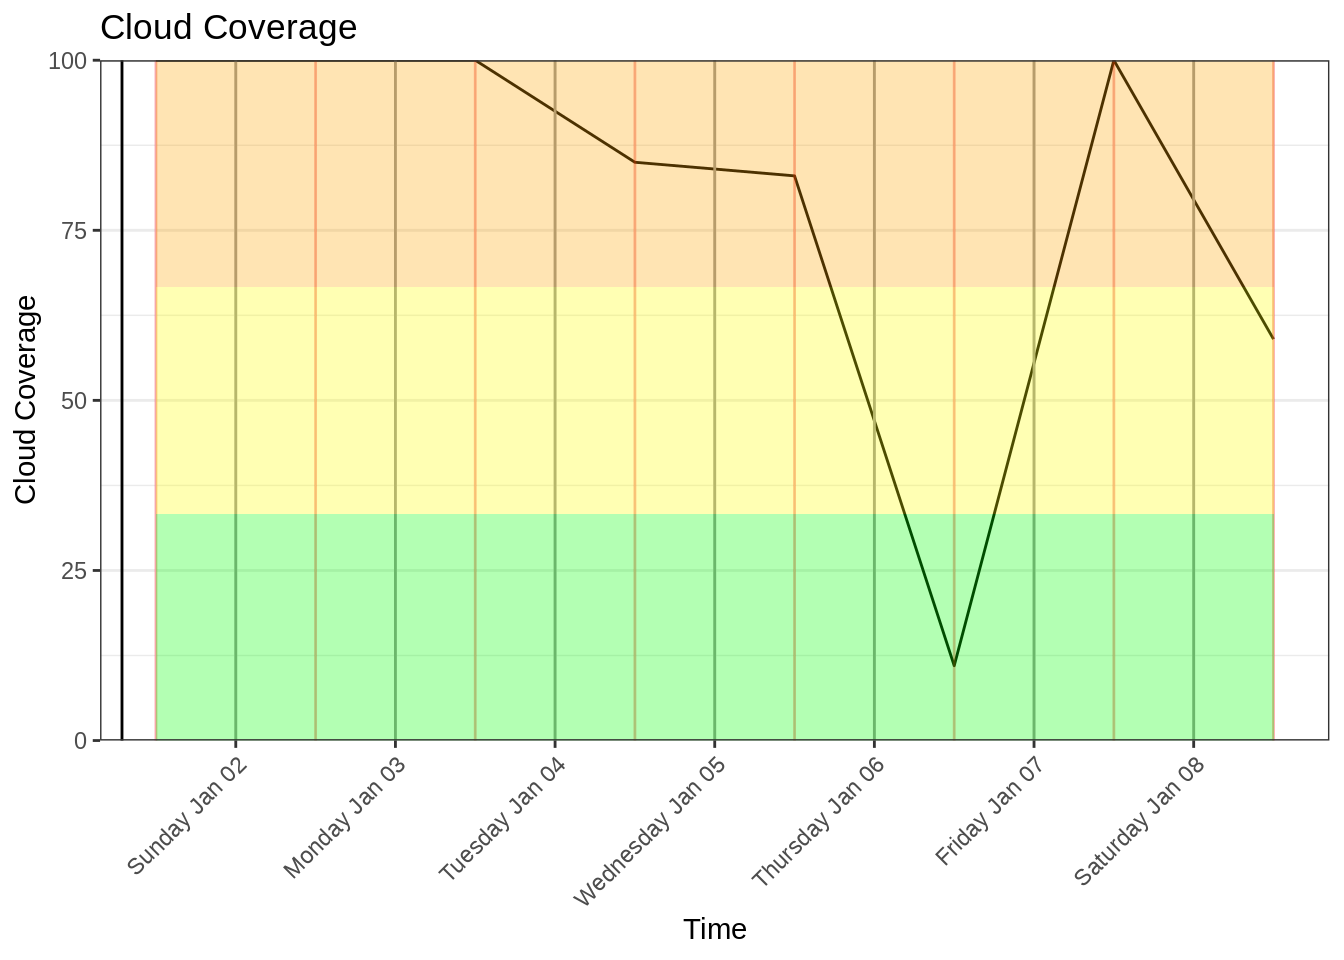 Cloud Coverage
100
75
50
25
0
Cloud Coverage
Sunday Jan 02
Monday Jan 03
Tuesday Jan 04
Wednesday Jan 05
Thursday Jan 06
Friday Jan 07
Saturday Jan 08
Time